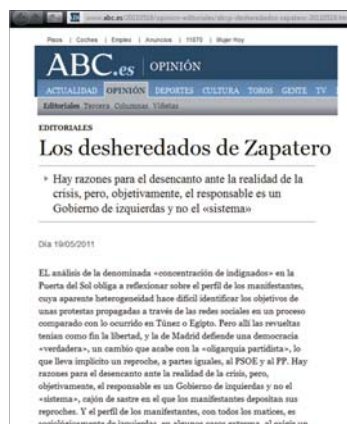 www.abc.es
Pisos | Coches | Empleo | Anuncios | 11870 | Mujer Hoy
ABC.es OPINIÓN
ACTUALIDAD OPINIÓN DEPORTES CULTURA TOROS GENTE TV
Editoriales Tercera Columnas Viñetas
EDITORIALES
Los desheredados de Zapatero
Hay razones para el desencanto ante la realidad de la
crisis, pero, objetivamente, el responsable es un
Gobierno de izquierdas y no el «sistema»
Día 19/05/2011
EL análisis de la denominada «concentración de indignados» en la
Puerta del Sol obliga a reflexionar sobre el perfil de los manifestantes,
cuya aparente heterogeneidad hace difícil identificar los objetivos de
unas protestas propagadas a través de las redes sociales en un proceso
comparado con lo ocurrido en Túnez o Egipto. Pero allí las revueltas
tenían como fin la libertad, y la de Madrid defiende una democracia
«verdadera», un cambio que acabe con la «oligarquía partidista», lo
que lleva implícito un reproche, a partes iguales, al PSOE y al PP. Hay
razones para el desencanto ante la realidad de la crisis, pero,
objetivamente, el responsable es un Gobierno de izquierdas y no el
«sistema», cajón de sastre en el que los manifestantes depositan sus
reproches. Y el perfil de los manifestantes, con todos los matices, es